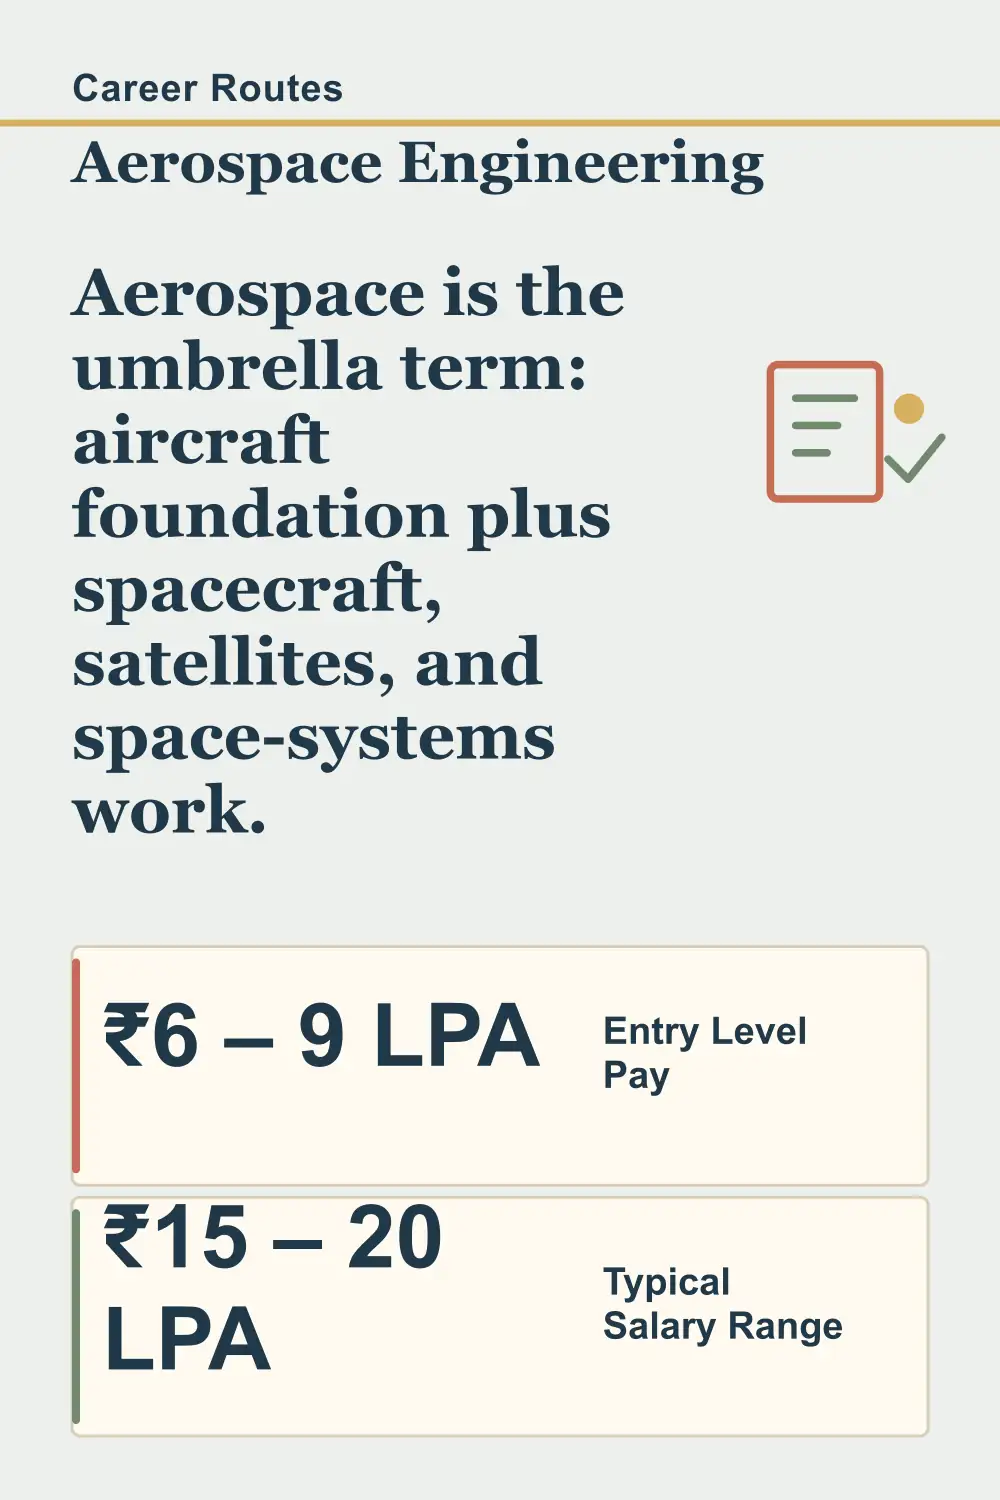 Career Routes
Aerospace Engineering
Aerospace is the
umbrella term:
aircraft
foundation plus
spacecraft,
satellites, and
space-systems
work.
₹6 – 9 LPA
Entry Level
Pay
₹15 – 20
LPA
Typical
Salary Range